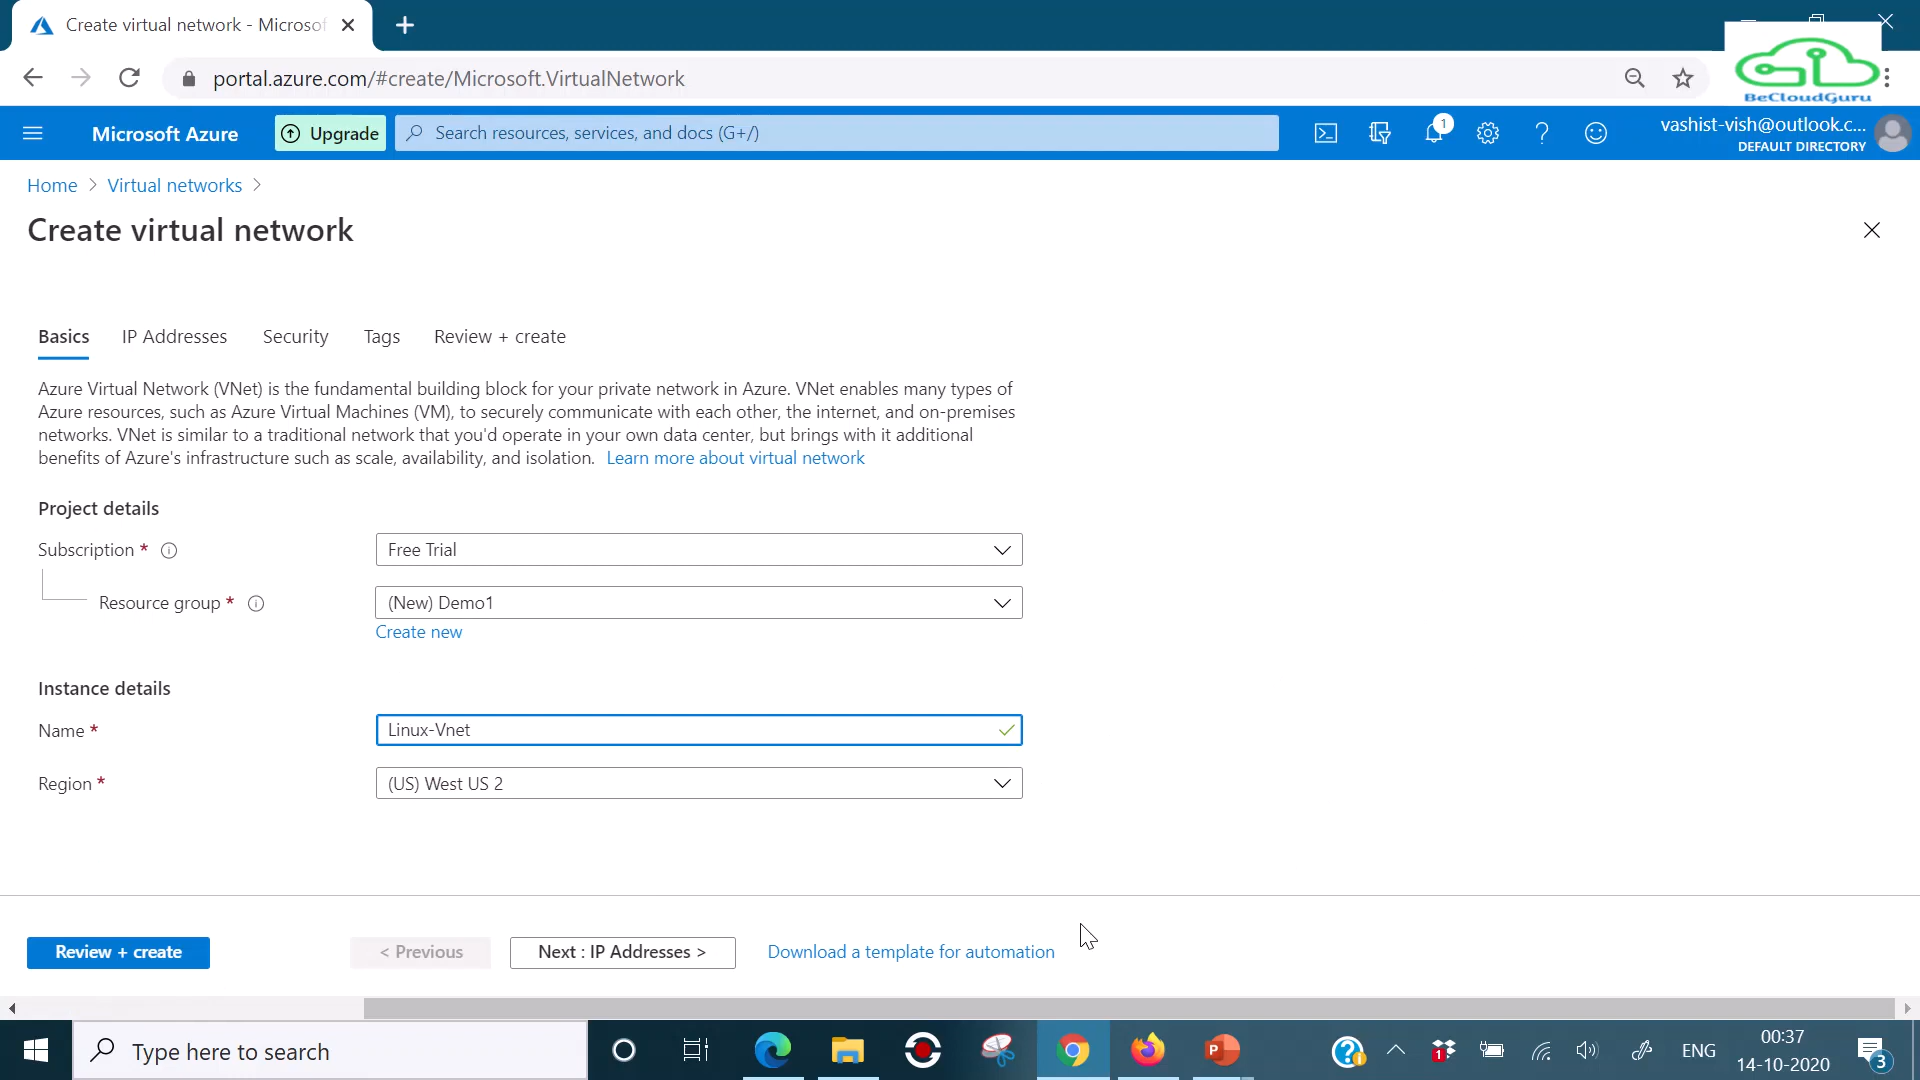 Create virtual network - Microsof
portal.azure.com/#create/Microsoft.VirtualNetwork
BeCloudGuru
Microsoft Azure
Upgrade
Search resources, services, and docs (G+/)
1
vashist-vish@outlook.c...
DEFAULT DIRECTORY
Home > Virtual networks >
Create virtual network
Basics
IP Addresses
Security
Tags
Review + create
Azure Virtual Network (VNet) is the fundamental building block for your private network in Azure. VNet enables many types of
Azure resources, such as Azure Virtual Machines (VM), to securely communicate with each other, the internet, and on-premises
networks. VNet is similar to a traditional network that you'd operate in your own data center, but brings with it additional
benefits of Azure's infrastructure such as scale, availability, and isolation. Learn more about virtual network
Project details
Subscription *
Free Trial
Resource group *
(New) Demo1
Create new
Instance details
Name *
Linux-Vnet
Region *
(US) West US 2
Review + create
< Previous
Next : IP Addresses >
Download a template for automation
Type here to search
1
ENG
00:37
14-10-2020
3